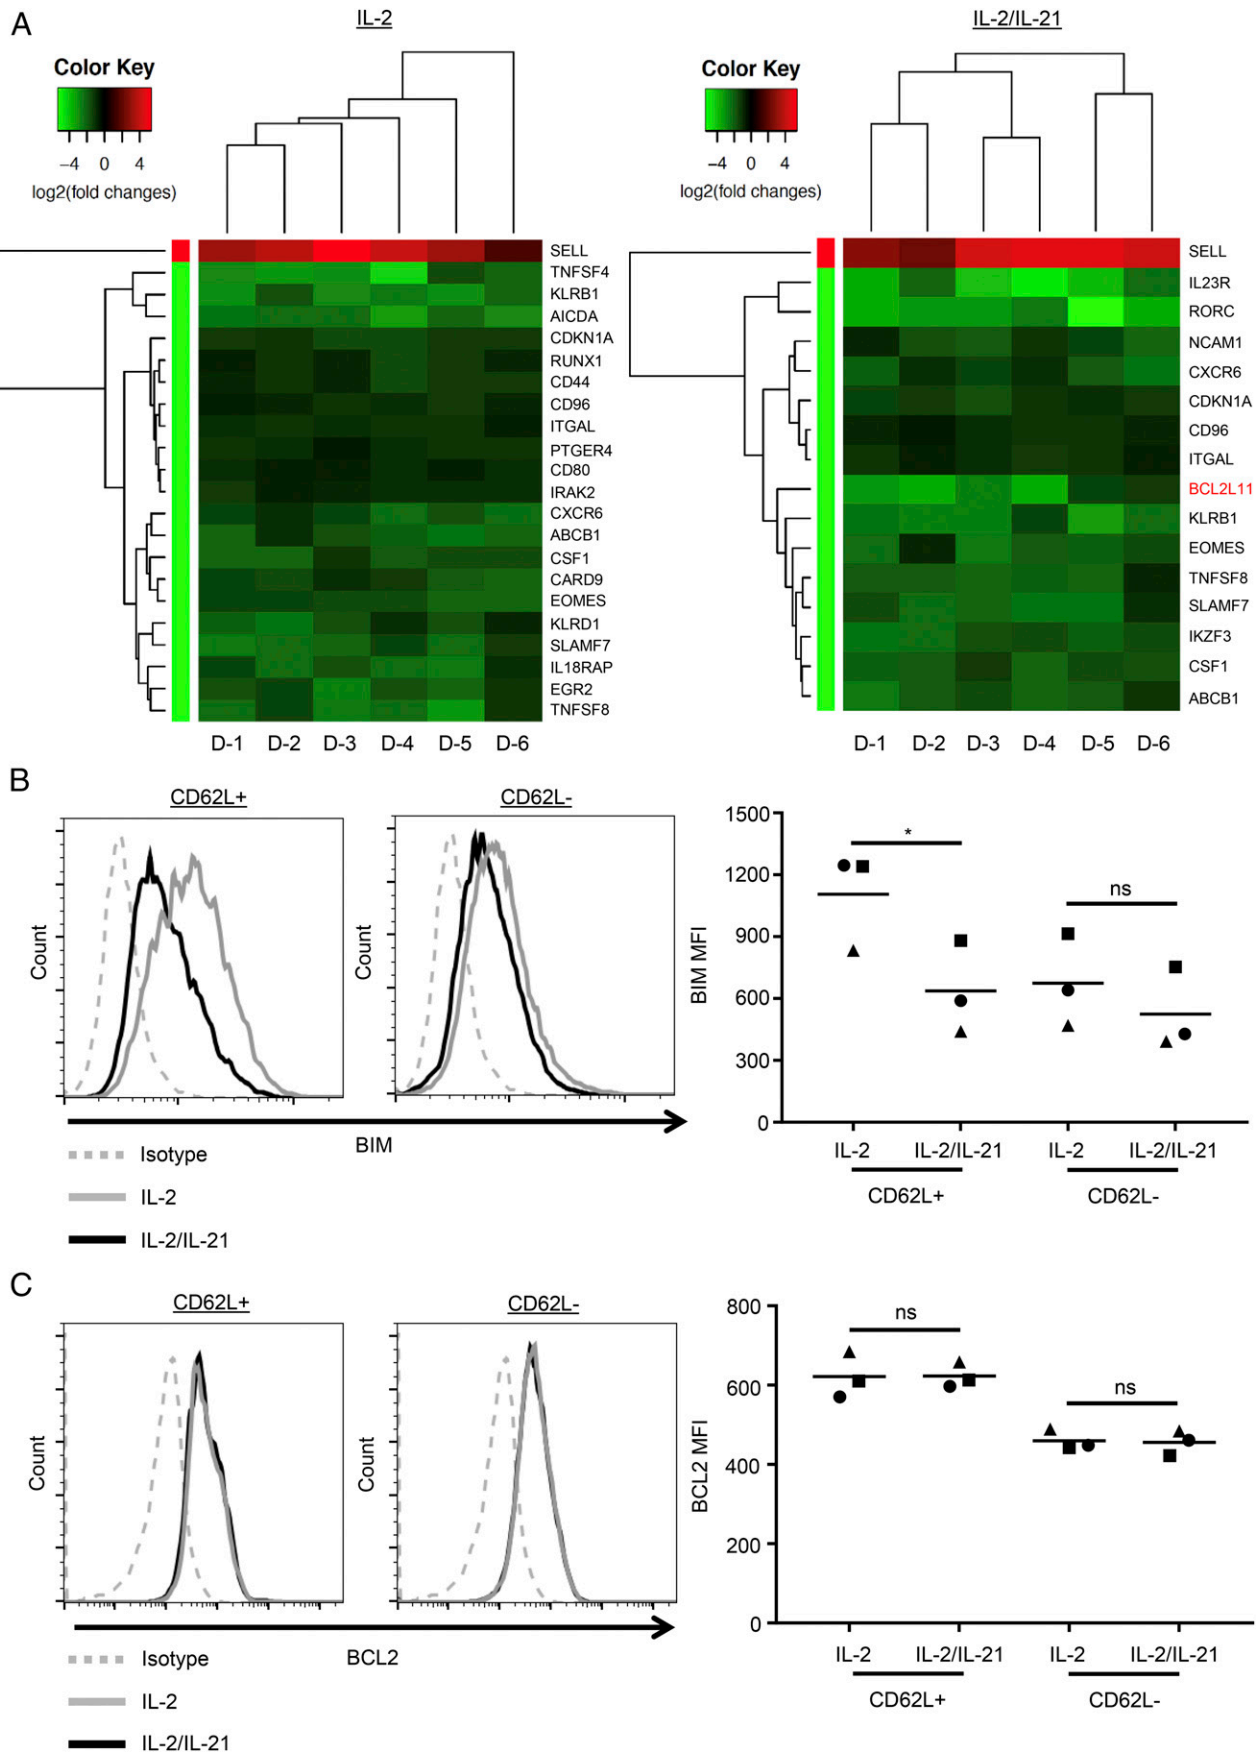 A
IL-2
Color Key
−4 0 4
log2(fold changes)
SELL
TNFSF4
KLRB1
AICDA
CDKN1A
RUNX1
CD44
CD96
ITGAL
PTGER4
CD80
IRAK2
CXCR6
ABCB1
CSF1
CARD9
EOMES
KLRD1
SLAMF7
IL18RAP
EGR2
TNFSF8
D-1 D-2 D-3 D-4 D-5 D-6
IL-2/IL-21
Color Key
−4 0 4
log2(fold changes)
SELL
IL23R
RORC
NCAM1
CXCR6
CDKN1A
CD96
ITGAL
BCL2L11
KLRB1
EOMES
TNFSF8
SLAMF7
IKZF3
CSF1
ABCB1
D-1 D-2 D-3 D-4 D-5 D-6
B
CD62L+
CD62L-
Count
Count
BIM
Isotype
IL-2
IL-2/IL-21
BIM MFI
1500
1200
900
600
300
0
*
ns
IL-2 IL-2/IL-21 IL-2 IL-2/IL-21
CD62L+ CD62L-
C
CD62L+
CD62L-
Count
Count
BCL2
Isotype
IL-2
IL-2/IL-21
BCL2 MFI
800
600
400
200
0
ns
ns
IL-2 IL-2/IL-21 IL-2 IL-2/IL-21
CD62L+ CD62L-